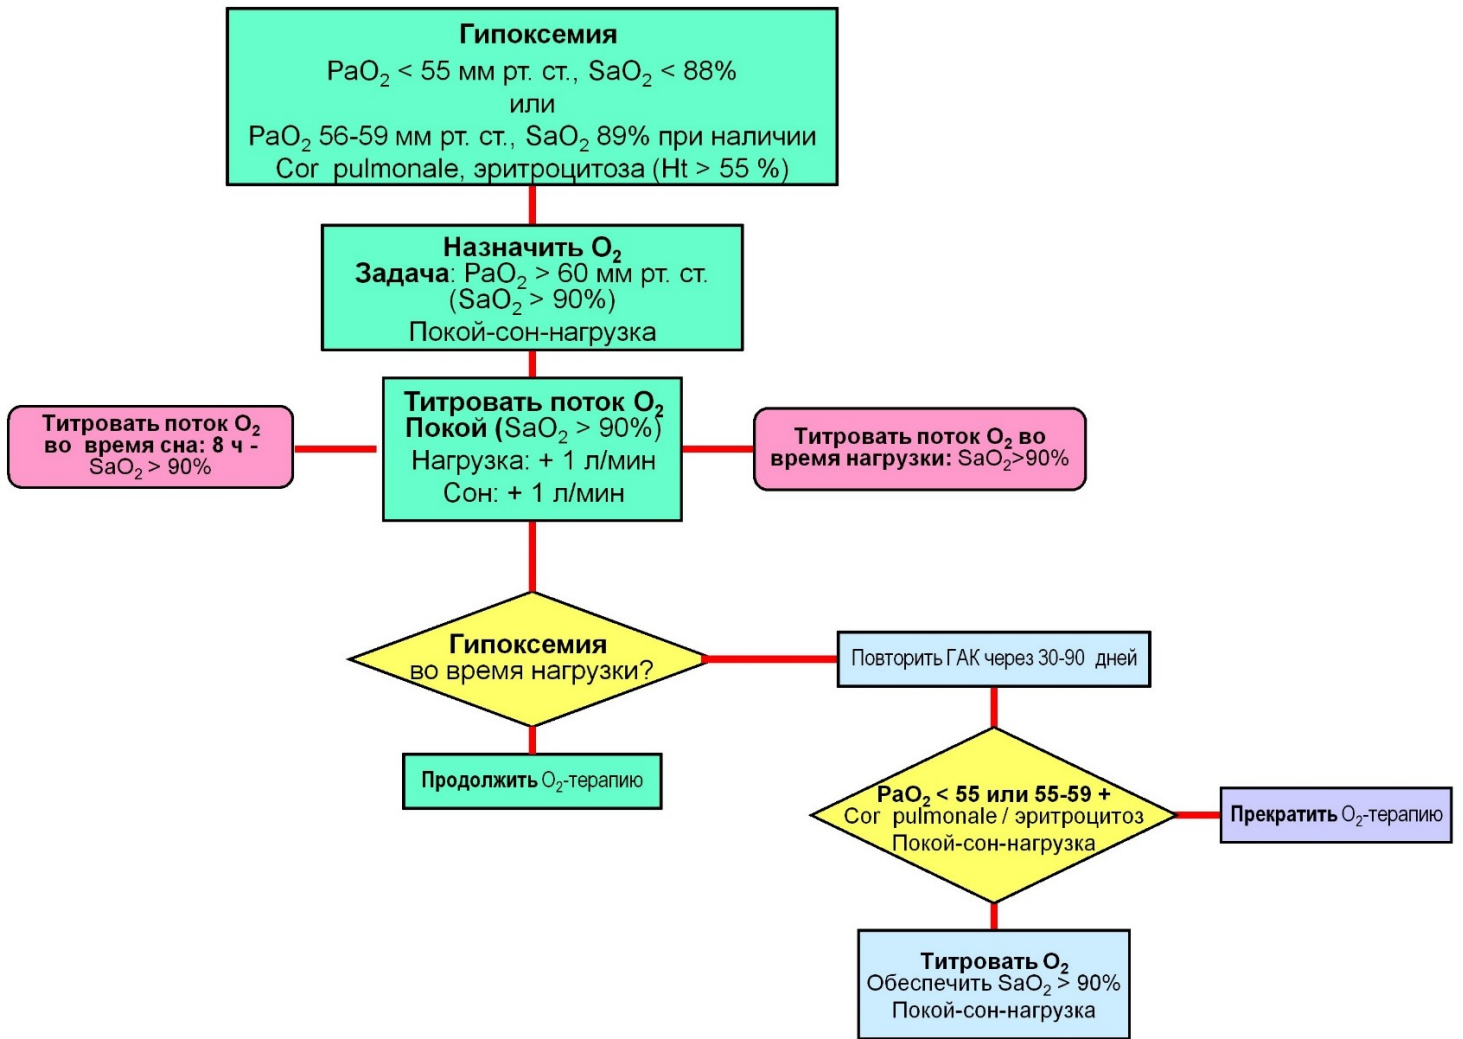 Гипоксемия
PaO₂ < 55 мм рт. ст., SaO₂ < 88%
или
PaO₂ 56-59 мм рт. ст., SaO₂ 89% при наличии
Cor pulmonale, эритроцитоза (Ht > 55 %)
Назначить O₂
Задача: PaO₂ > 60 мм рт. ст.
(SaO₂ > 90%)
Покой-сон-нагрузка
Титровать поток O₂
во время сна: 8 ч -
SaO₂ > 90%
Титровать поток O₂
Покой (SaO₂ > 90%)
Нагрузка: + 1 л/мин
Сон: + 1 л/мин
Титровать поток O₂ во
время нагрузки: SaO₂>90%
Гипоксемия
во время нагрузки?
Повторить ГАК через 30-90 дней
Продолжить O₂-терапию
PaO₂ < 55 или 55-59 +
Cor pulmonale / эритроцитоз
Покой-сон-нагрузка
Прекратить O₂-терапию
Титровать O₂
Обеспечить SaO₂ > 90%
Покой-сон-нагрузка